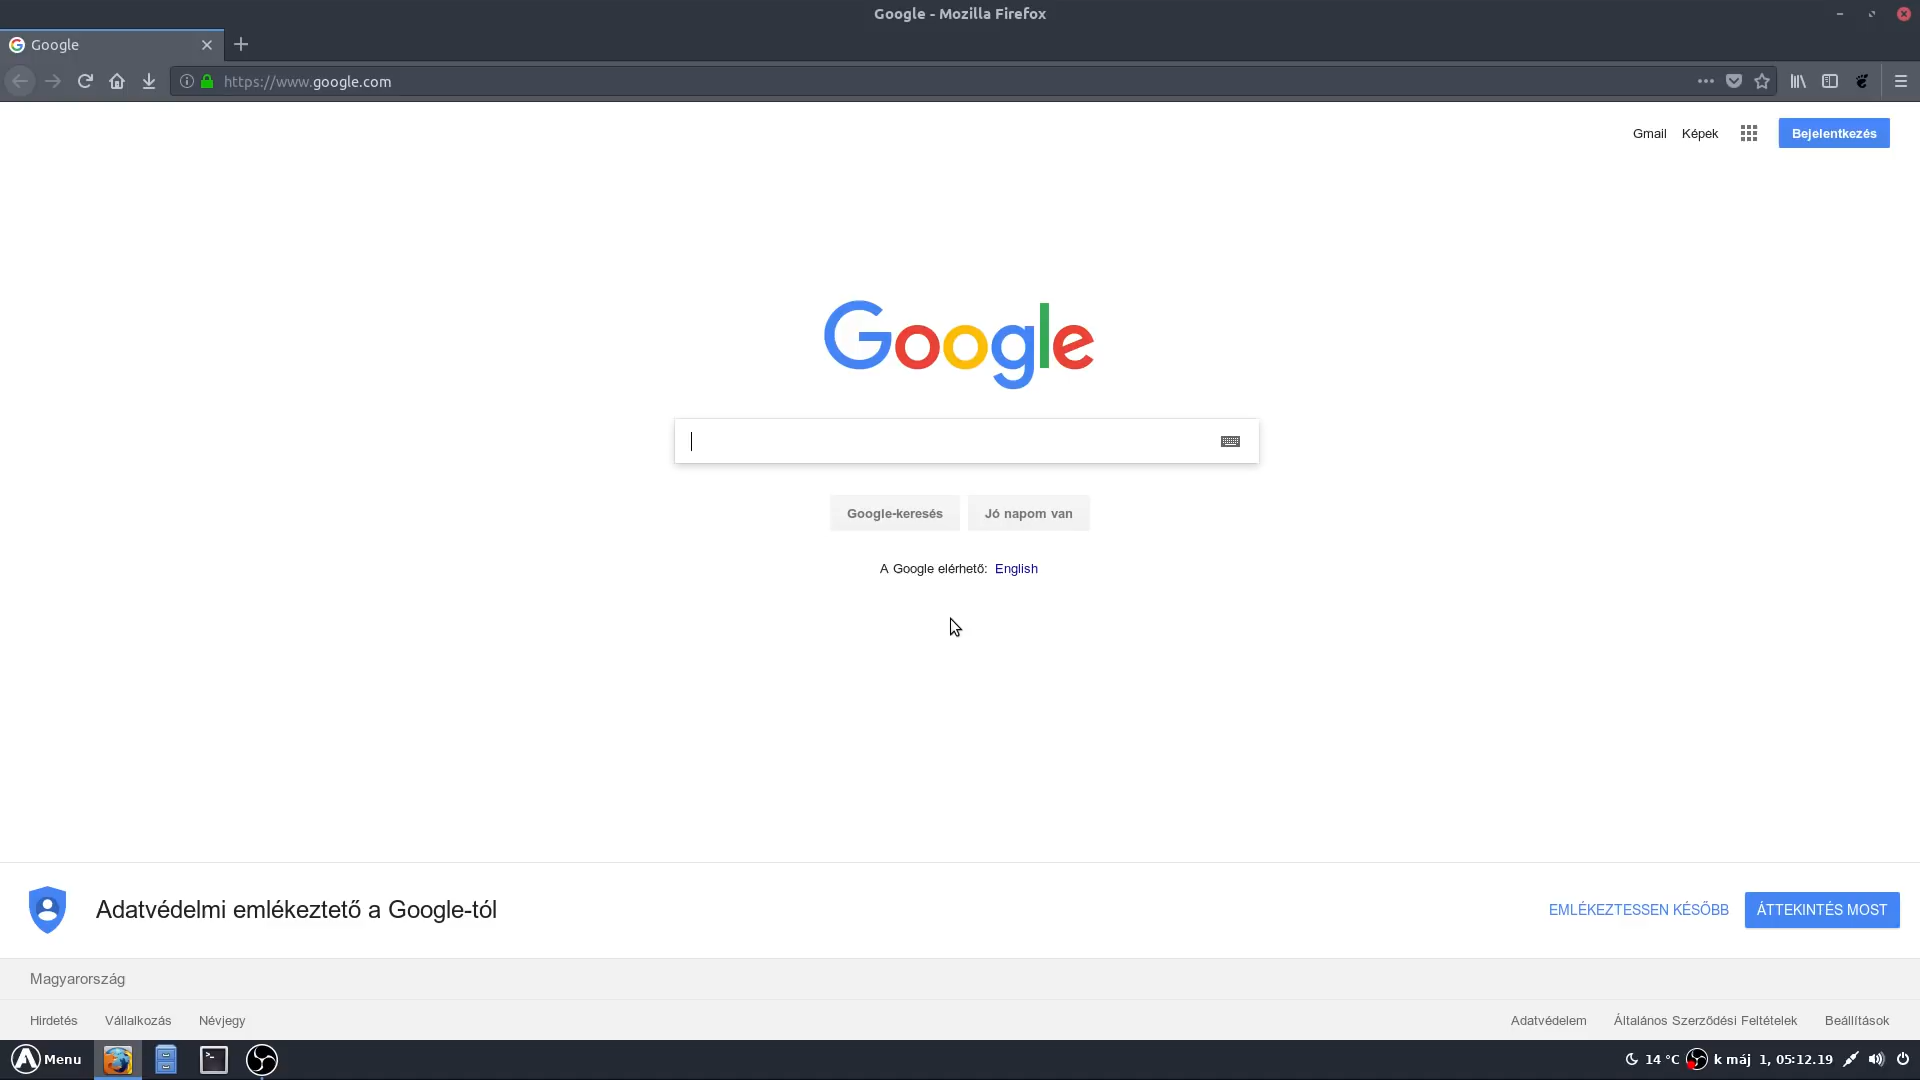 Google - Mozilla Firefox
Google
https://www.google.com
Gmail Képek Bejelentkezés
Google
Google-keresés Jó napom van
A Google elérhető: English
Adatvédelmi emlékeztető a Google-tól EMLÉKEZTESSEN KÉSŐBB ÁTTEKINTÉS MOST
Magyarország
Hirdetés Vállalkozás Névjegy Adatvédelem Általános Szerződési Feltételek Beállítások
Menu 14 °C k máj 1, 05:12.19